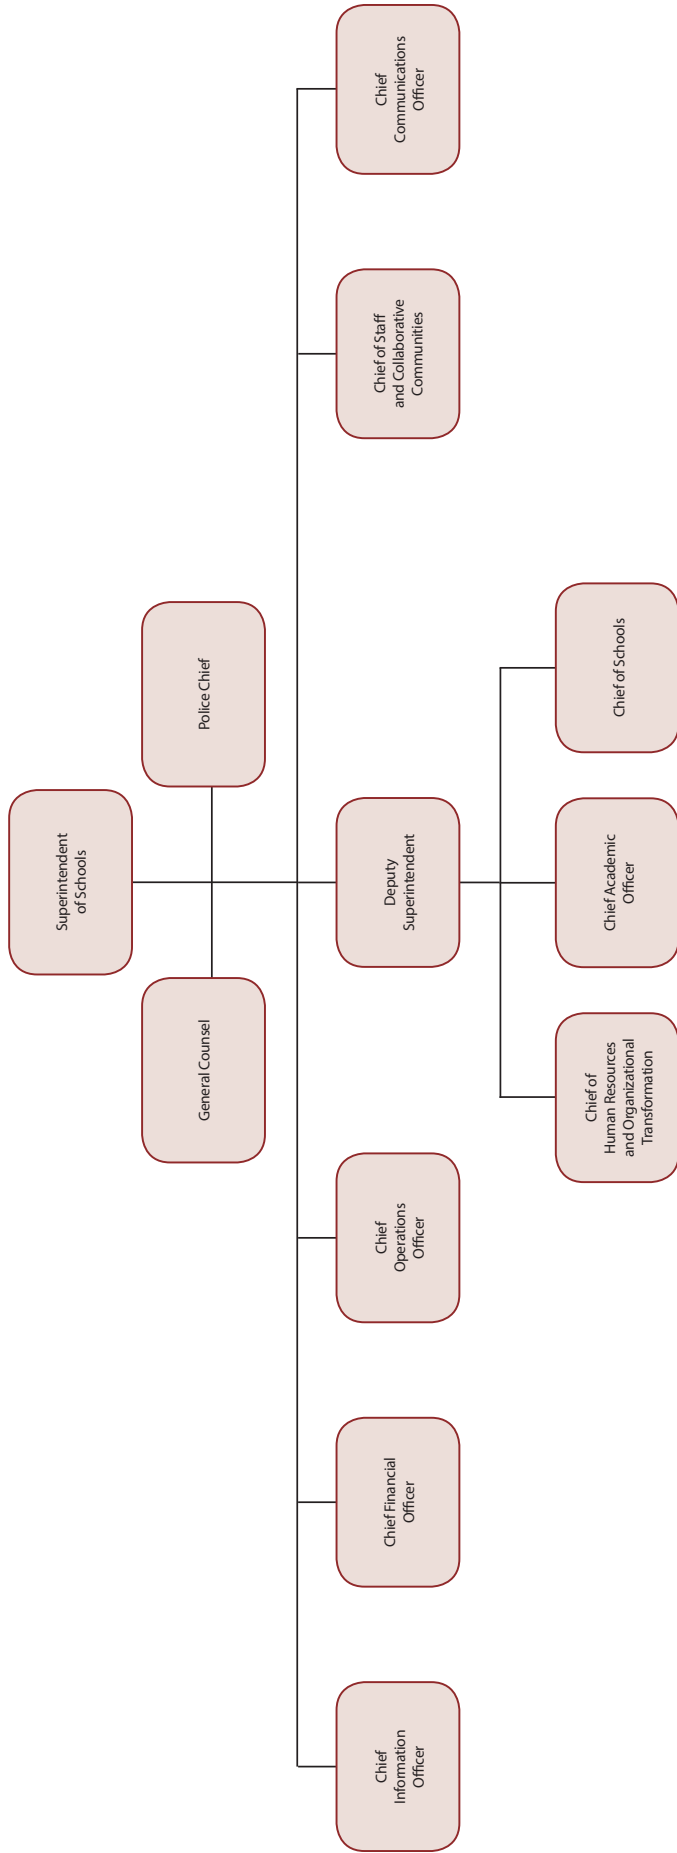 Superintendent
of Schools
General Counsel
Police Chief
Chief
Information
Officer
Chief Financial
Officer
Chief
Operations
Officer
Deputy
Superintendent
Chief of Staff
and Collaborative
Communities
Chief
Communications
Officer
Chief of
Human Resources
and Organizational
Transformation
Chief Academic
Officer
Chief of Schools